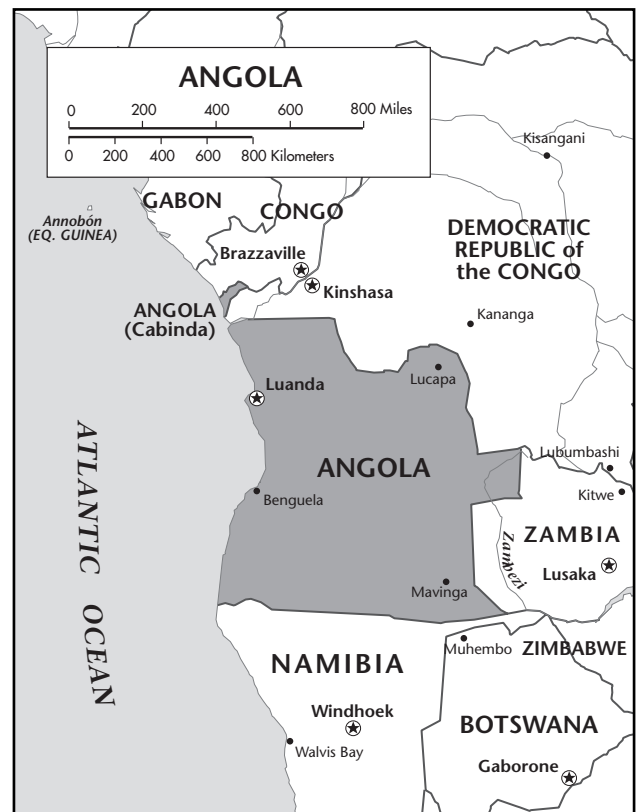 ANGOLA
0 200 400 600 800 Miles
0 200 400 600 800 Kilometers
Kisangani
GABON
CONGO
Annobón
(EQ. GUINEA)
DEMOCRATIC
REPUBLIC of
the CONGO
Brazzaville
Kinshasa
ANGOLA
(Cabinda)
Kananga
Lucapa
Luanda
ATLANTIC OCEAN
ANGOLA
Lubumbashi
Benguela
Kitwe
Zambezi
ZAMBIA
Lusaka
Mavinga
Muhembo
ZIMBABWE
NAMIBIA
Windhoek
BOTSWANA
Walvis Bay
Gaborone